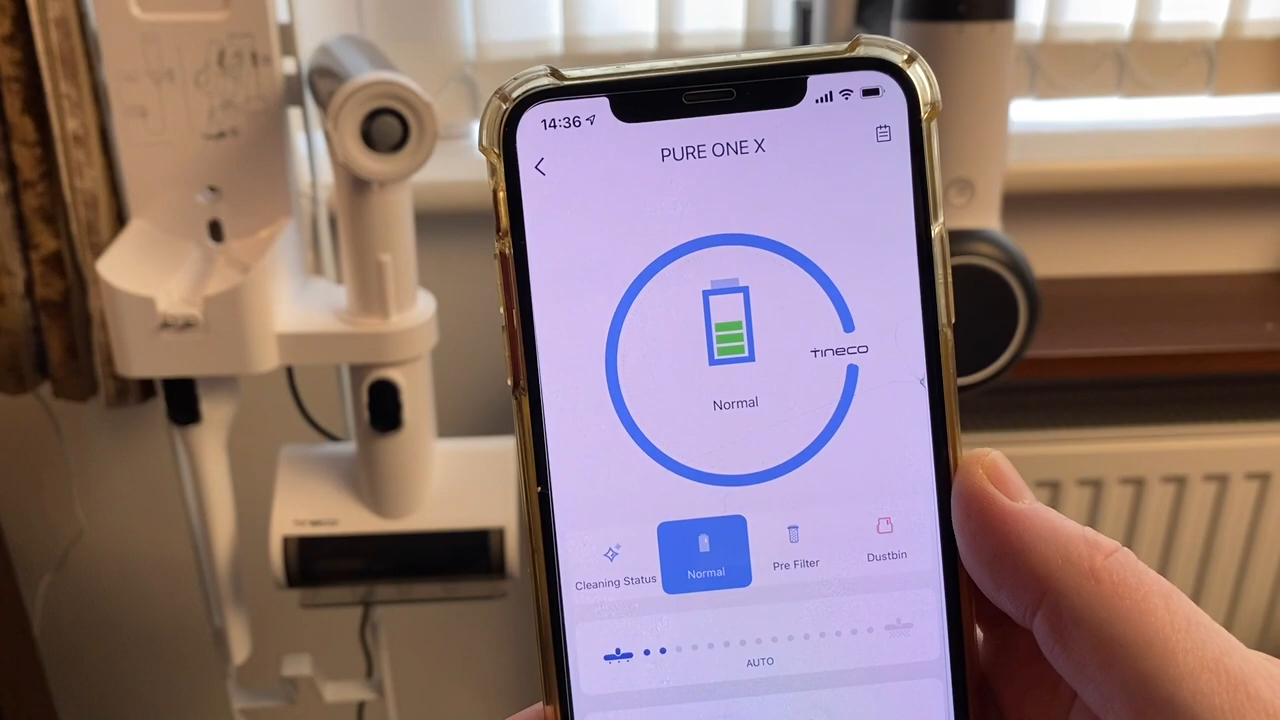 14:36
PURE ONE X
TINECO
Normal
Cleaning Status
Normal
Pre Filter
Dustbin
AUTO